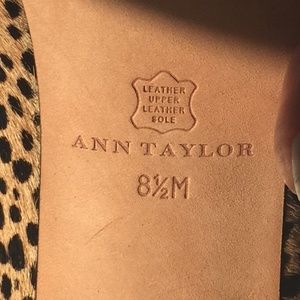 LEATHER
UPPER
LEATHER
SOLE
ANN TAYLOR
8½M